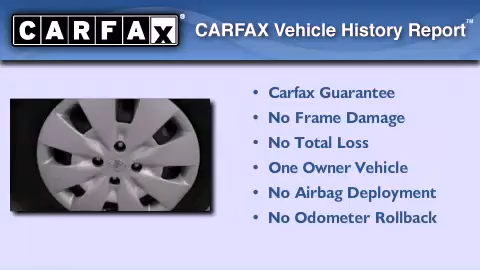 CARFAX®
CARFAX Vehicle History Report™
• Carfax Guarantee
• No Frame Damage
• No Total Loss
• One Owner Vehicle
• No Airbag Deployment
• No Odometer Rollback